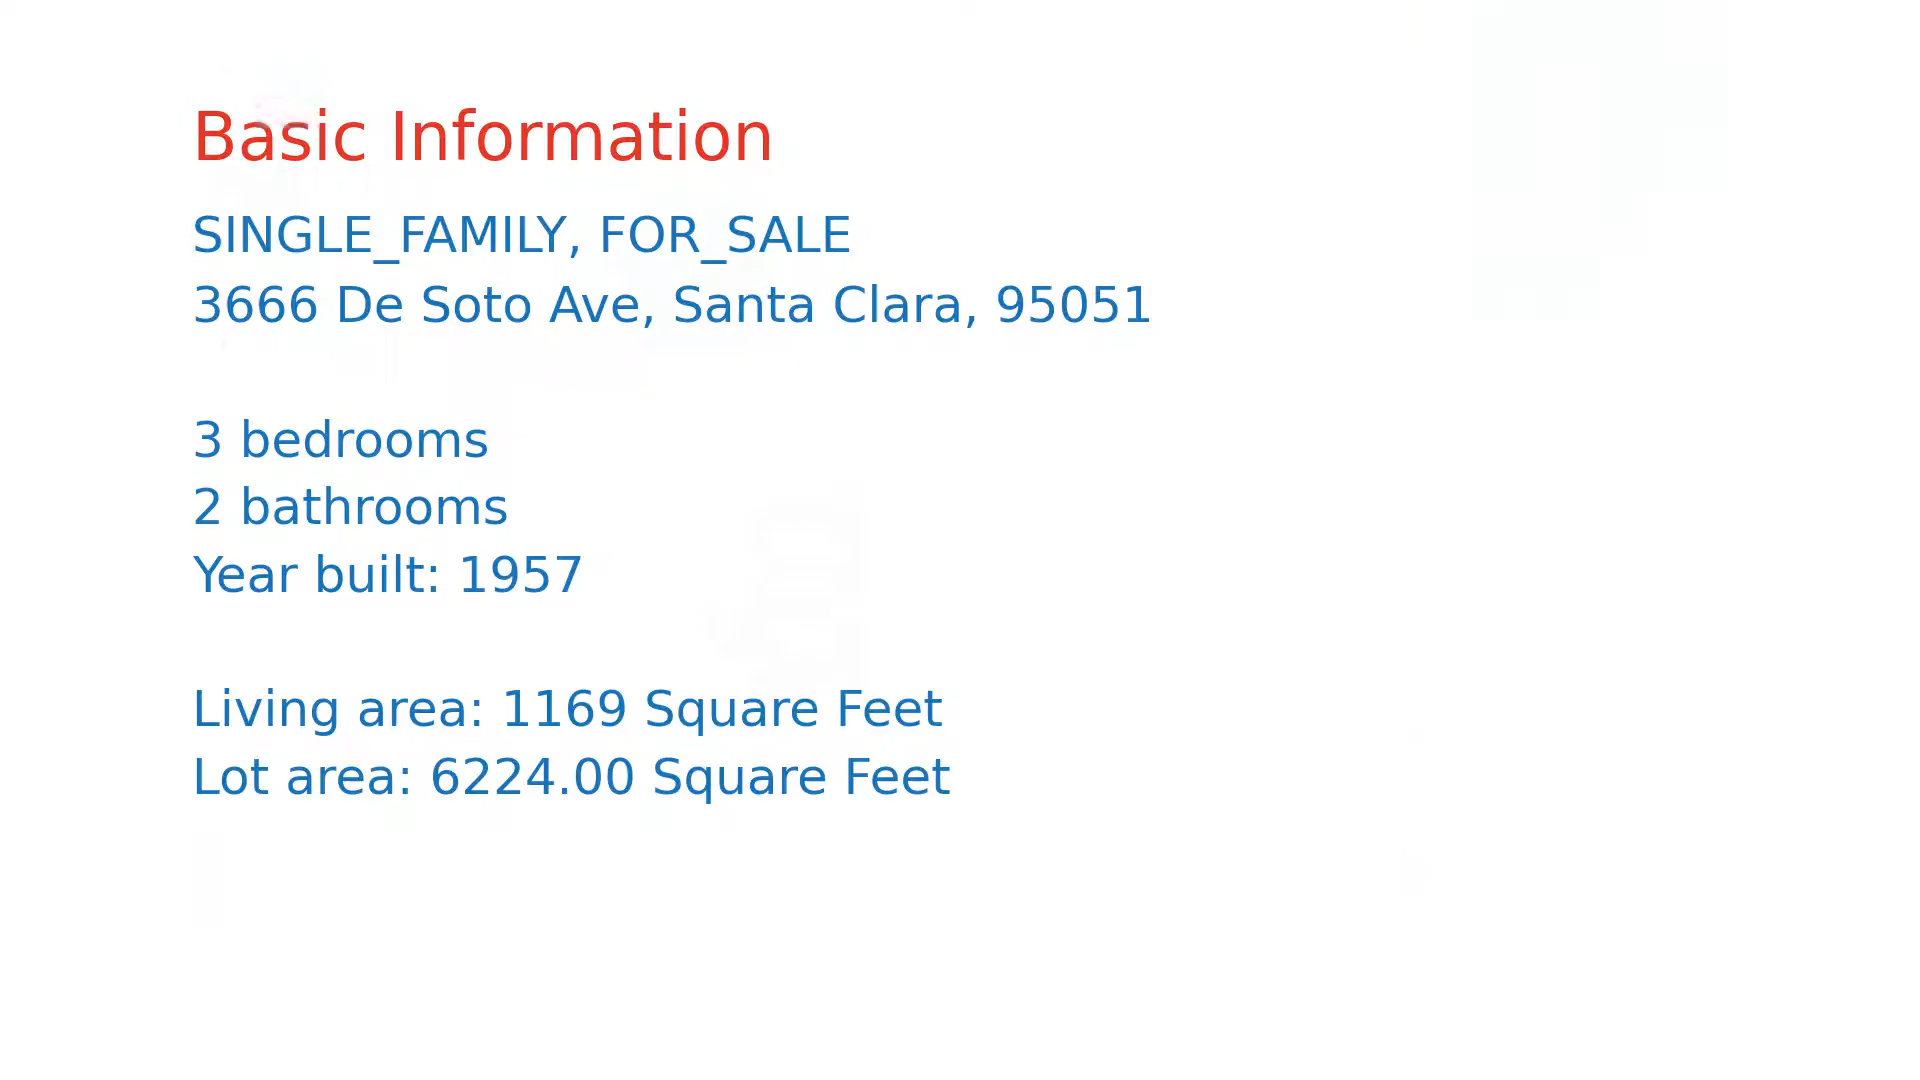 Basic Information
SINGLE_FAMILY, FOR_SALE
3666 De Soto Ave, Santa Clara, 95051
3 bedrooms
2 bathrooms
Year built: 1957
Living area: 1169 Square Feet
Lot area: 6224.00 Square Feet